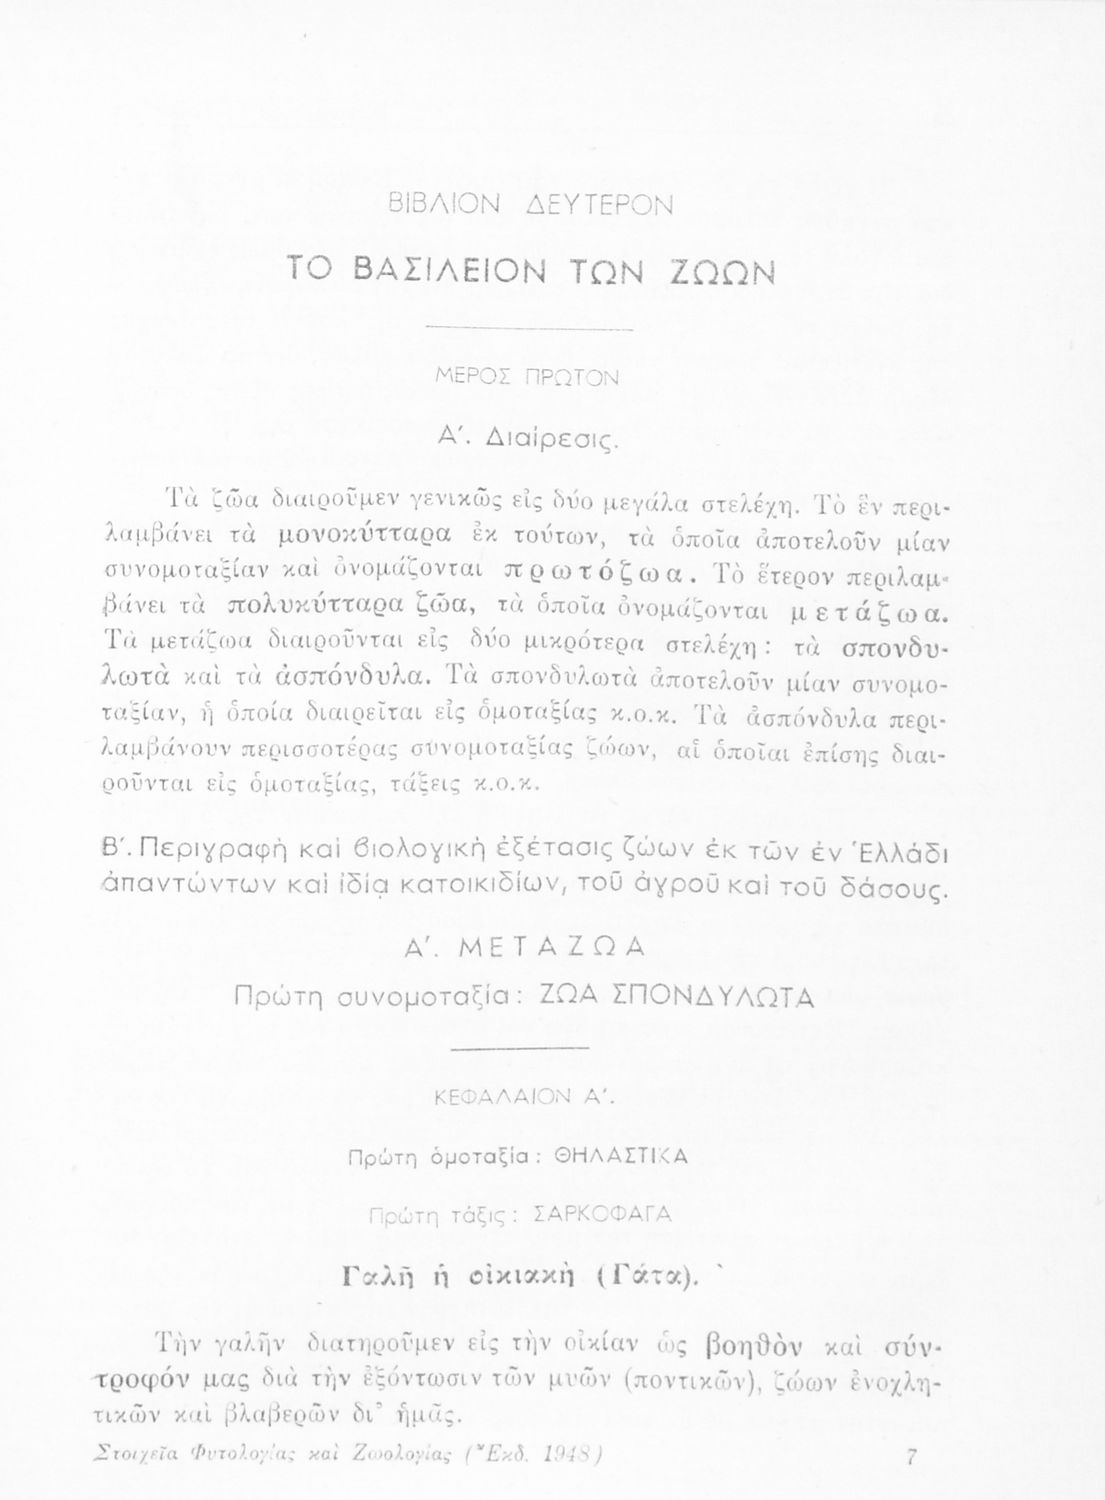 ΒΙΒΛΙΟΝ ΔΕΥΤΕΡΟΝ
ΤΟ ΒΑΣΙΛΕΙΟΝ ΤΩΝ ΖΩΩΝ
ΜΕΡΟΣ ΠΡΩΤΟΝ
Α΄. Διαίρεσις.
Τὰ ζῶα διαιροῦμεν γενικῶς εἰς δύο μεγάλα στελέχη. Τὸ ἓν περι-
λαμβάνει τὰ μονοκύτταρα ἐκ τούτων, τὰ ὁποῖα ἀποτελοῦν μίαν
συνομοταξίαν καὶ ὀνομάζονται πρωτόζωα. Τὸ ἕτερον περιλαμ-
βάνει τὰ πολυκύτταρα ζῶα, τὰ ὁποῖα ὀνομάζονται μετάζωα.
Τὰ μετάζωα διαιροῦνται εἰς δύο μικρότερα στελέχη: τὰ σπονδυ-
λωτὰ καὶ τὰ ἀσπόνδυλα. Τὰ σπονδυλωτὰ ἀποτελοῦν μίαν συνομο-
ταξίαν, ἡ ὁποία διαιρεῖται εἰς ὁμοταξίας κ.ο.κ. Τὰ ἀσπόνδυλα περι-
λαμβάνουν περισσοτέρας συνομοταξίας ζώων, αἱ ὁποῖαι ἐπίσης διαι-
ροῦνται εἰς ὁμοταξίας, τάξεις κ.ο.κ.
Β΄. Περιγραφὴ καὶ βιολογικὴ ἐξέτασις ζώων ἐκ τῶν ἐν Ἑλλάδι
ἀπαντώντων καὶ ἰδίᾳ κατοικιδίων, τοῦ ἀγροῦ καὶ τοῦ δάσους.
Α΄. ΜΕΤΑΖΩΑ
Πρώτη συνομοταξία: ΖΩΑ ΣΠΟΝΔΥΛΩΤΑ
ΚΕΦΑΛΑΙΟΝ Α΄.
Πρώτη ὁμοταξία: ΘΗΛΑΣΤΙΚΑ
Πρώτη τάξις: ΣΑΡΚΟΦΑΓΑ
Γαλῆ ἡ οἰκιακὴ (Γάτα).
Τὴν γαλῆν διατηροῦμεν εἰς τὴν οἰκίαν ὡς βοηθὸν καὶ σύν-
τροφόν μας διὰ τὴν ἐξόντωσιν τῶν μυῶν (ποντικῶν), ζώων ἐνοχλη-
τικῶν καὶ βλαβερῶν δι' ἡμᾶς.
Στοιχεῖα Φυτολογίας καὶ Ζωολογίας (Ἔκδ. 1948) 7